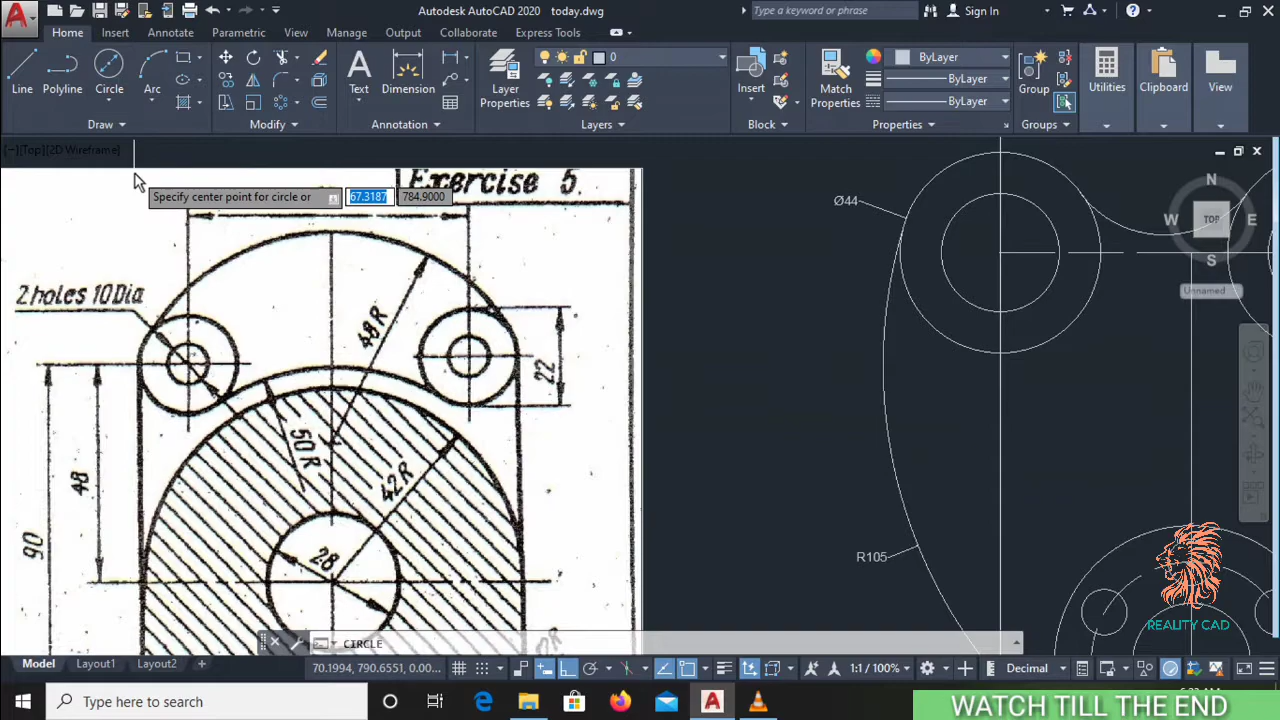 Autodesk AutoCAD 2020 today.dwg
Type a keyword or phrase
Sign In
Home
Insert
Annotate
Parametric
View
Manage
Output
Collaborate
Express Tools
Line
Polyline
Circle
Arc
Text
Dimension
Layer
Properties
0
Insert
Match
Properties
ByLayer
ByLayer
ByLayer
Group
Utilities
Clipboard
View
Draw
Modify
Annotation
Layers
Block
Properties
Groups
[−][Top][2D Wireframe]
Specify center point for circle or
67.3187
784.9000
Exercise 5.
2 holes 10 Dia
48R
22
50R
42R
28
48
90
Ø44
R105
N
W
TOP
E
S
Unnamed
REALITY CAD
CIRCLE
Model
Layout1
Layout2
70.1994, 790.6551, 0.00...
1:1 / 100%
Decimal
Type here to search
WATCH TILL THE END